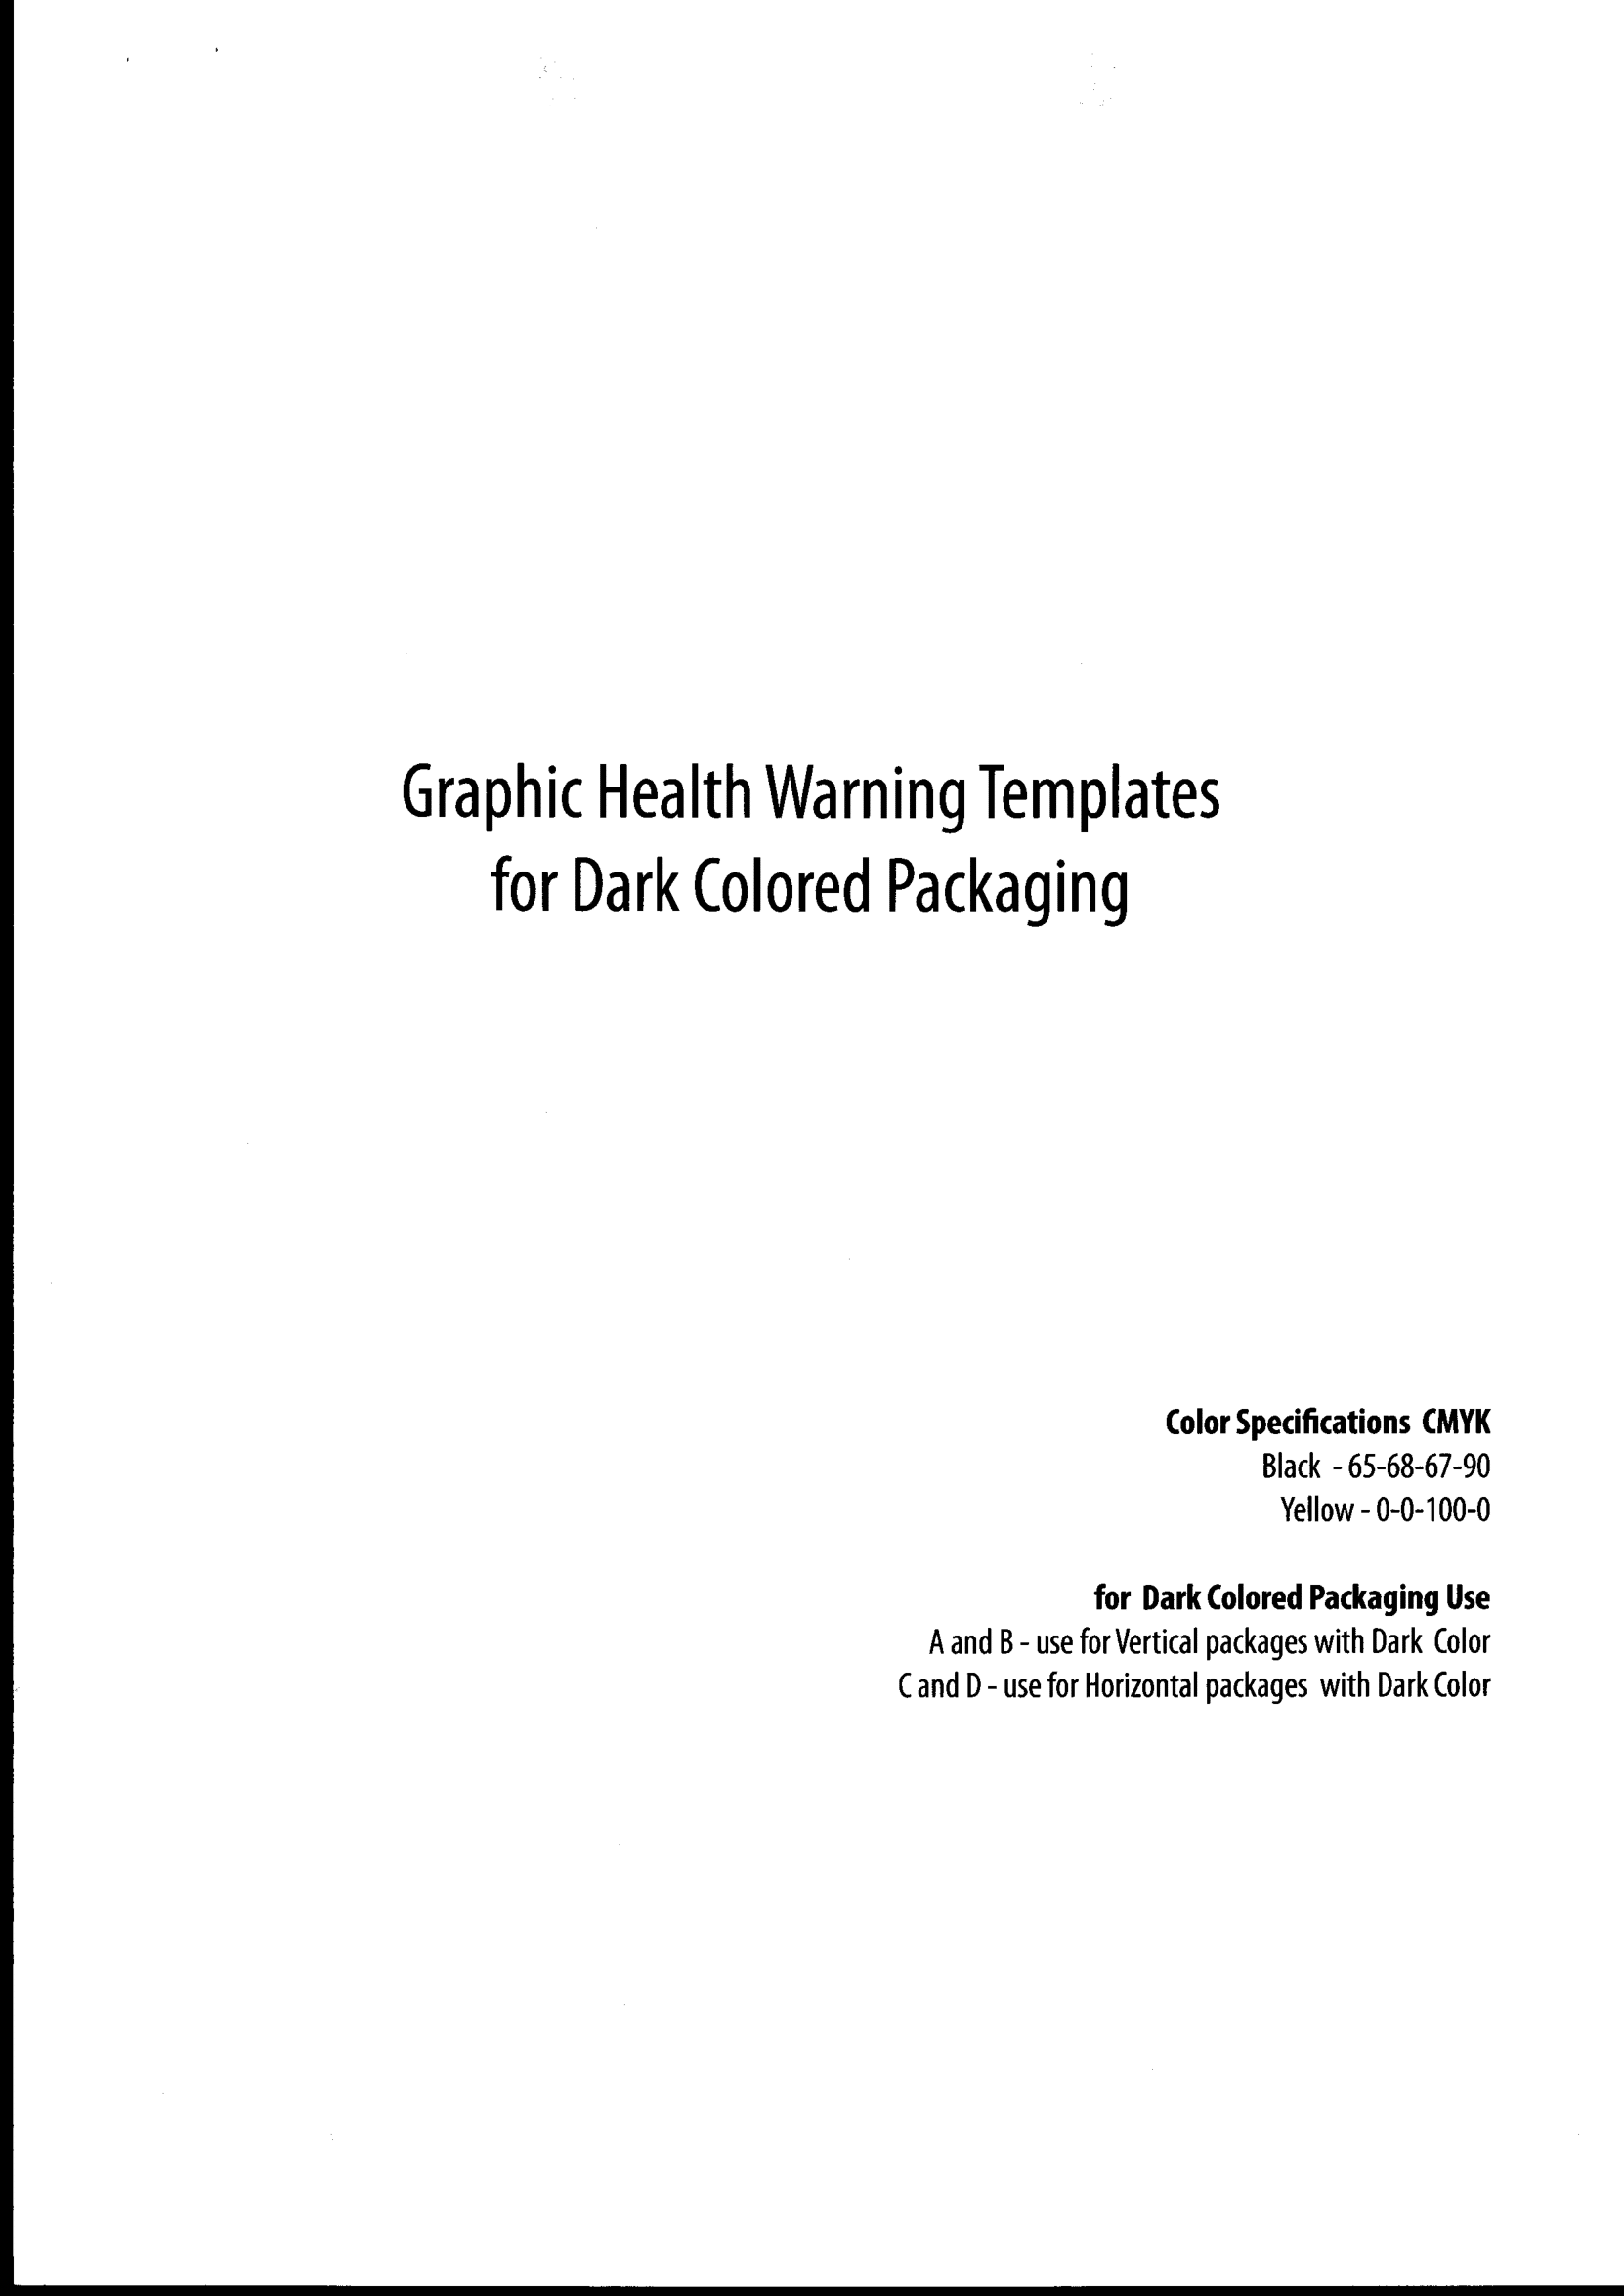 Graphic Health Warning Templates
for Dark Colored Packaging
Color Specifications CMYK
Black - 65-68-67-90
Yellow - 0-0-100-0
for Dark Colored Packaging Use
A and B - use for Vertical packages with Dark Color
C and D - use for Horizontal packages with Dark Color